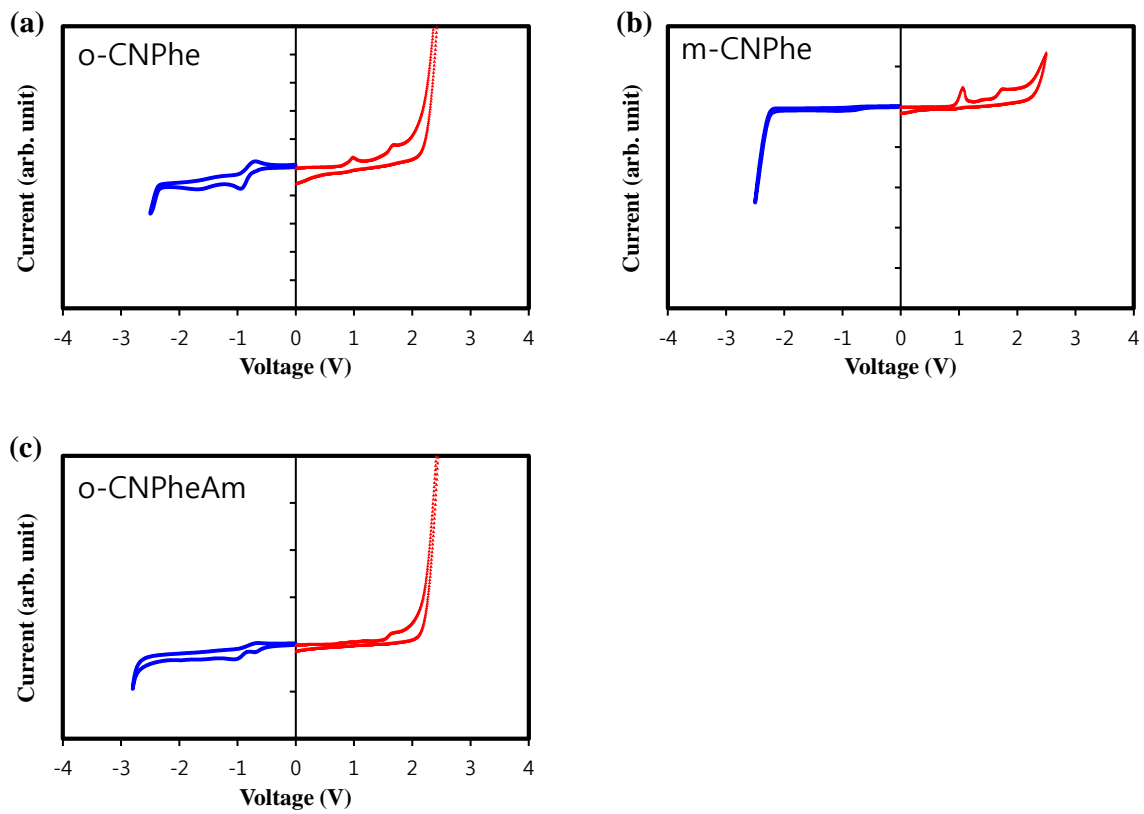 (a)
o-CNPhe
Current (arb. unit)
-4 -3 -2 -1 0 1 2 3 4
Voltage (V)
(b)
m-CNPhe
Current (arb. unit)
-4 -3 -2 -1 0 1 2 3 4
Voltage (V)
(c)
o-CNPheAm
Current (arb. unit)
-4 -3 -2 -1 0 1 2 3 4
Voltage (V)